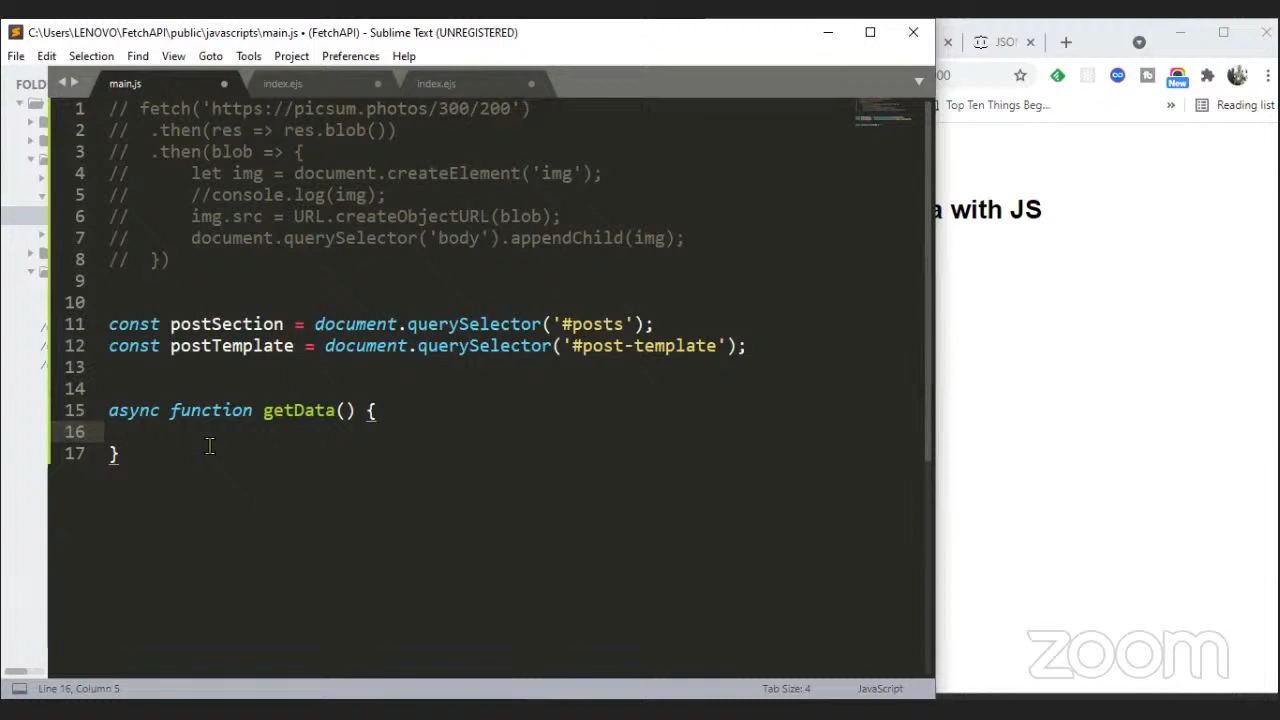 C:\Users\LENOVO\FetchAPI\public\javascripts\main.js • (FetchAPI) - Sublime Text (UNREGISTERED)
File Edit Selection Find View Goto Tools Project Preferences Help
FOLD
main.js
index.ejs
index.ejs
1 // fetch('https://picsum.photos/300/200')
2 // .then(res => res.blob())
3 // .then(blob => {
4 // let img = document.createElement('img');
5 // //console.log(img);
6 // img.src = URL.createObjectURL(blob);
7 // document.querySelector('body').appendChild(img);
8 // })
9
10
11 const postSection = document.querySelector('#posts');
12 const postTemplate = document.querySelector('#post-template');
13
14
15 async function getData() {
16
17 }
Line 16, Column 5
Tab Size: 4
JavaScript
00
New
Top Ten Things Beg...
»
Reading list
a with JS
zoom